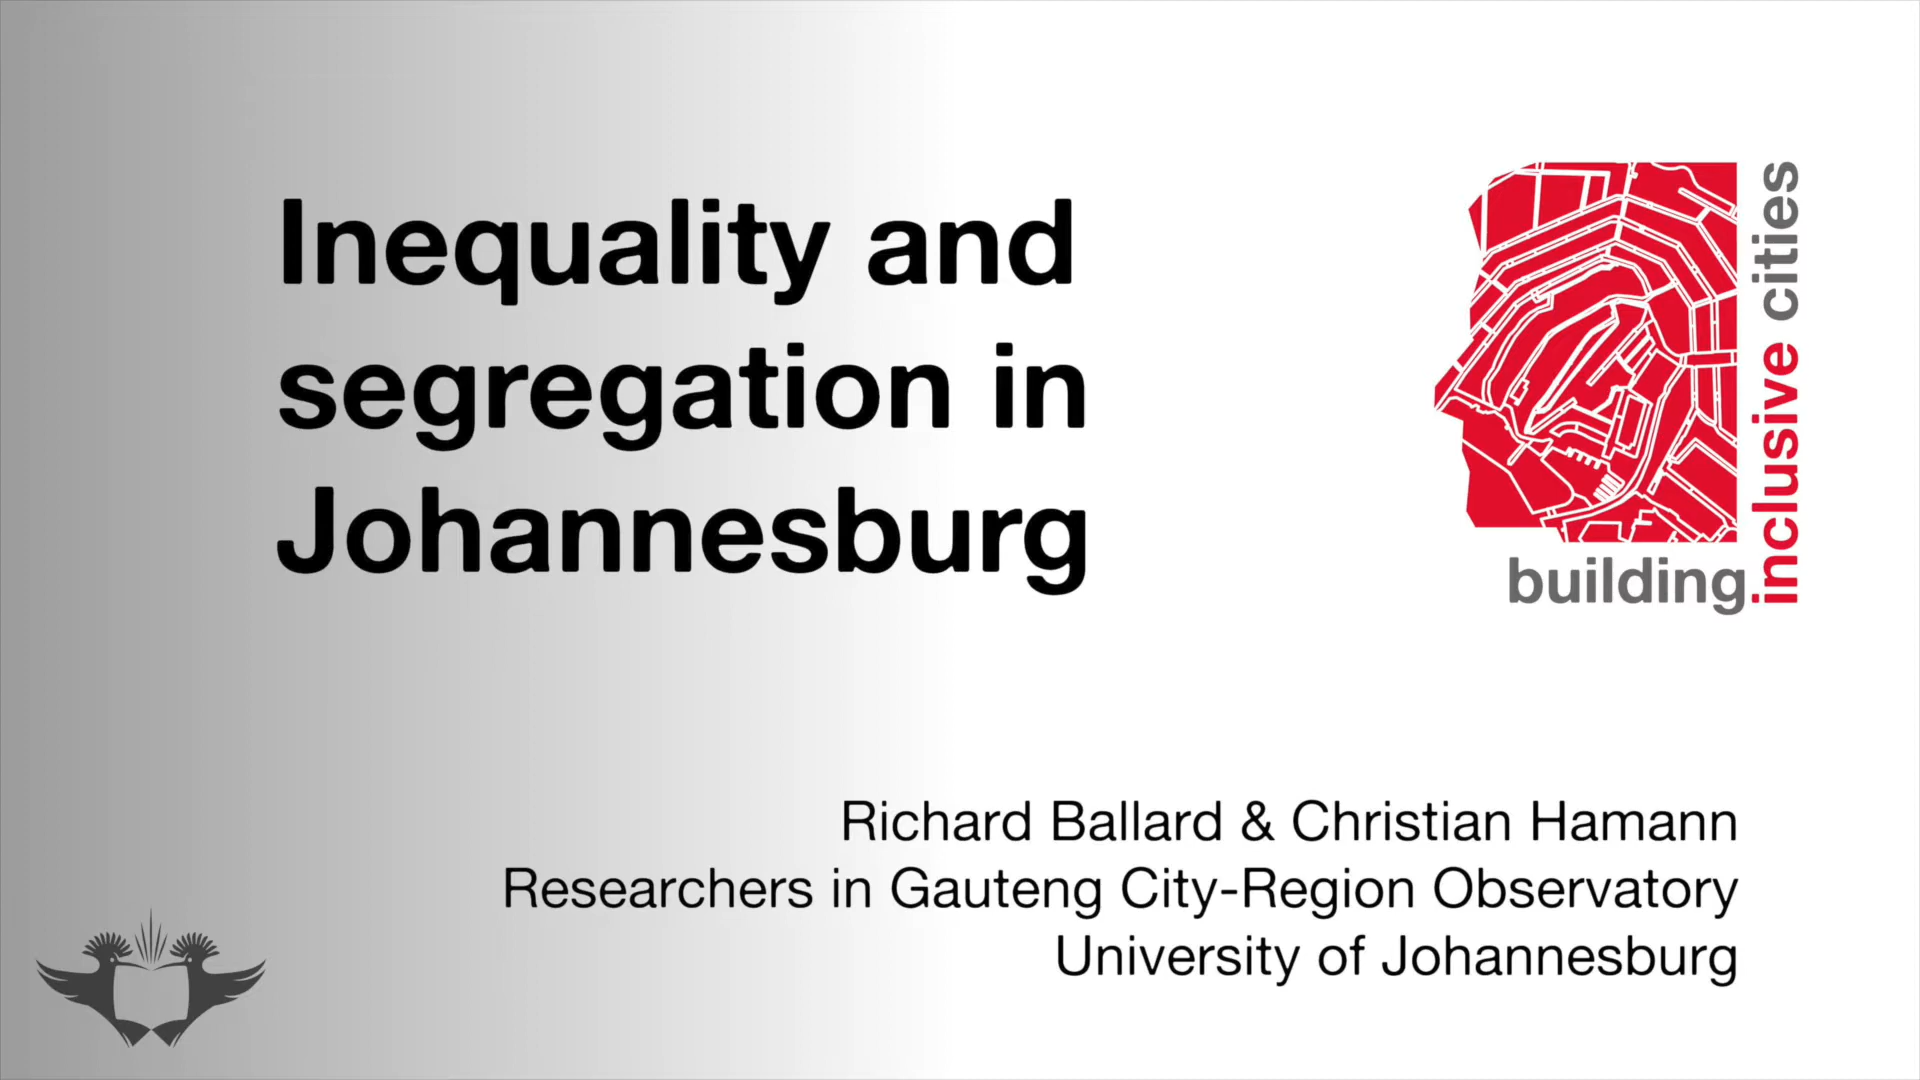 Inequality and
segregation in
Johannesburg
building
inclusive cities
Richard Ballard & Christian Hamann
Researchers in Gauteng City-Region Observatory
University of Johannesburg